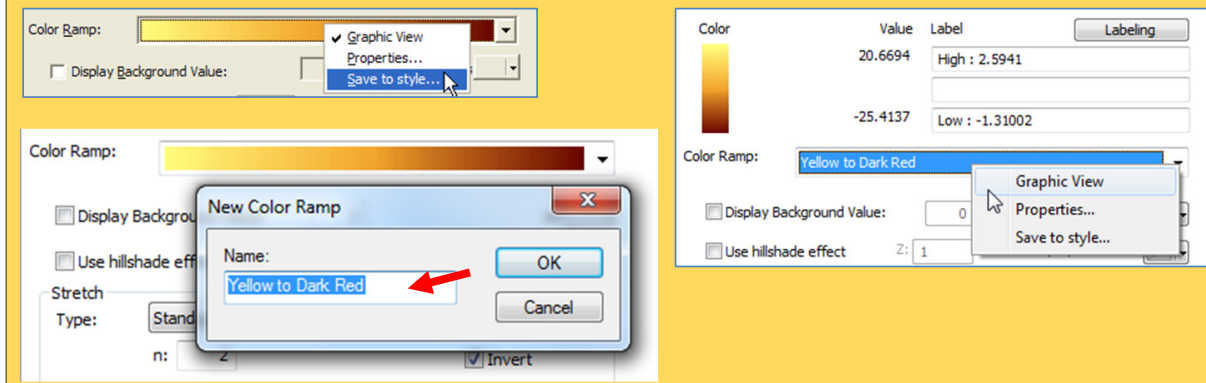 Color Ramp:
Graphic View
Properties...
Display Background Value:
Save to style...
Color Ramp:
Display Backgrou
New Color Ramp
Name:
Yellow to Dark Red
OK
Cancel
Use hillshade eff
Stretch
Type: Stand
n: 2
Invert
Color Value Label Labeling
20.6694 High : 2.5941
-25.4137 Low : -1.31002
Color Ramp: Yellow to Dark Red
Graphic View
Properties...
Save to style...
Display Background Value: 0
Use hillshade effect Z: 1